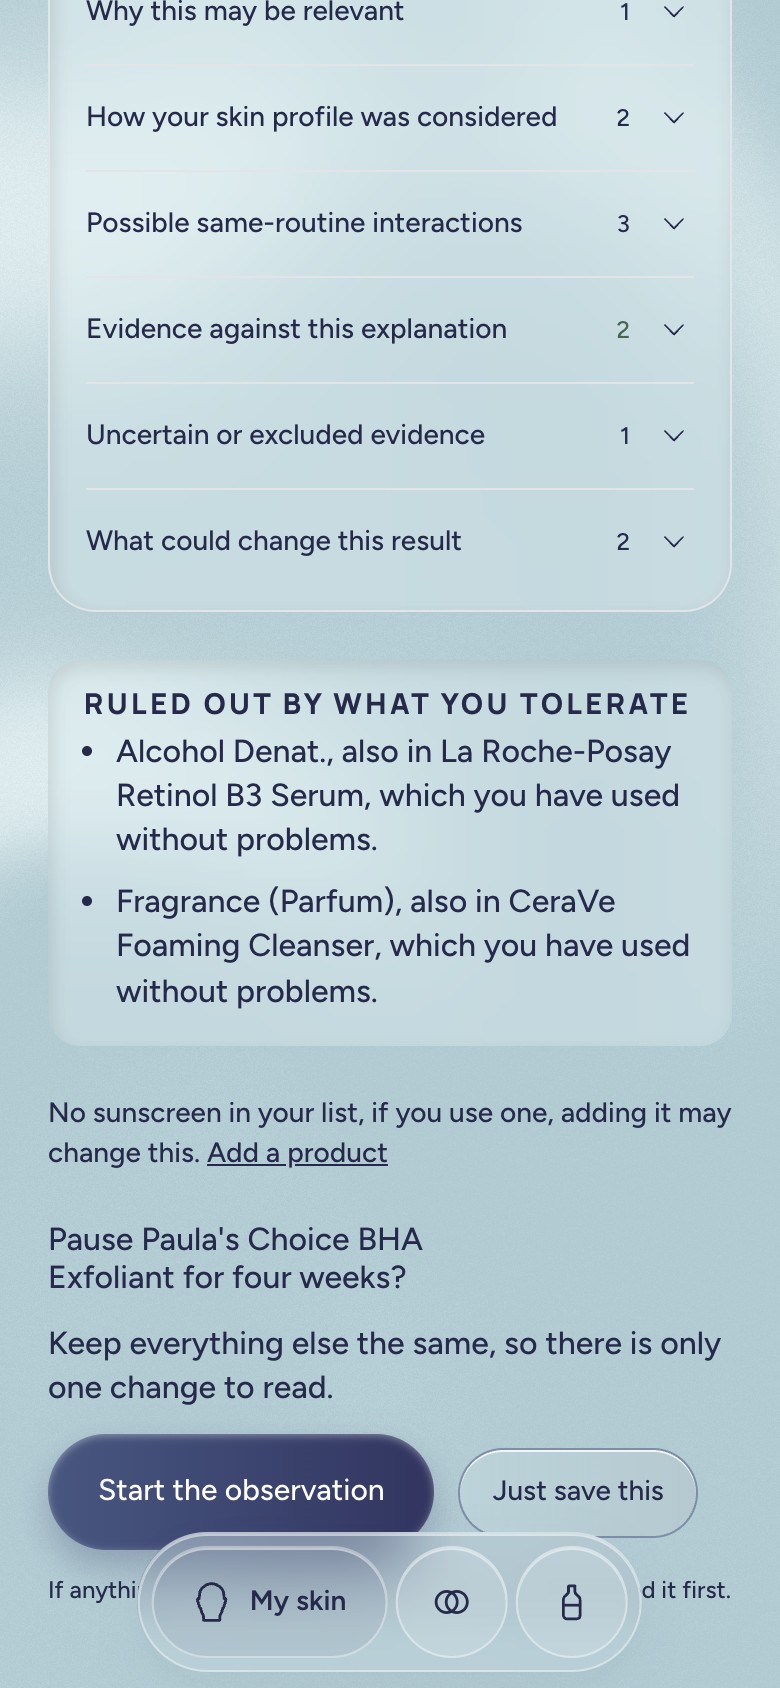 Why this may be relevant 1
How your skin profile was considered 2
Possible same-routine interactions 3
Evidence against this explanation 2
Uncertain or excluded evidence 1
What could change this result 2
RULED OUT BY WHAT YOU TOLERATE
• Alcohol Denat., also in La Roche-Posay
Retinol B3 Serum, which you have used
without problems.
• Fragrance (Parfum), also in CeraVe
Foaming Cleanser, which you have used
without problems.
No sunscreen in your list, if you use one, adding it may
change this. Add a product
Pause Paula's Choice BHA
Exfoliant for four weeks?
Keep everything else the same, so there is only
one change to read.
Start the observation
Just save this
If it first.
My skin